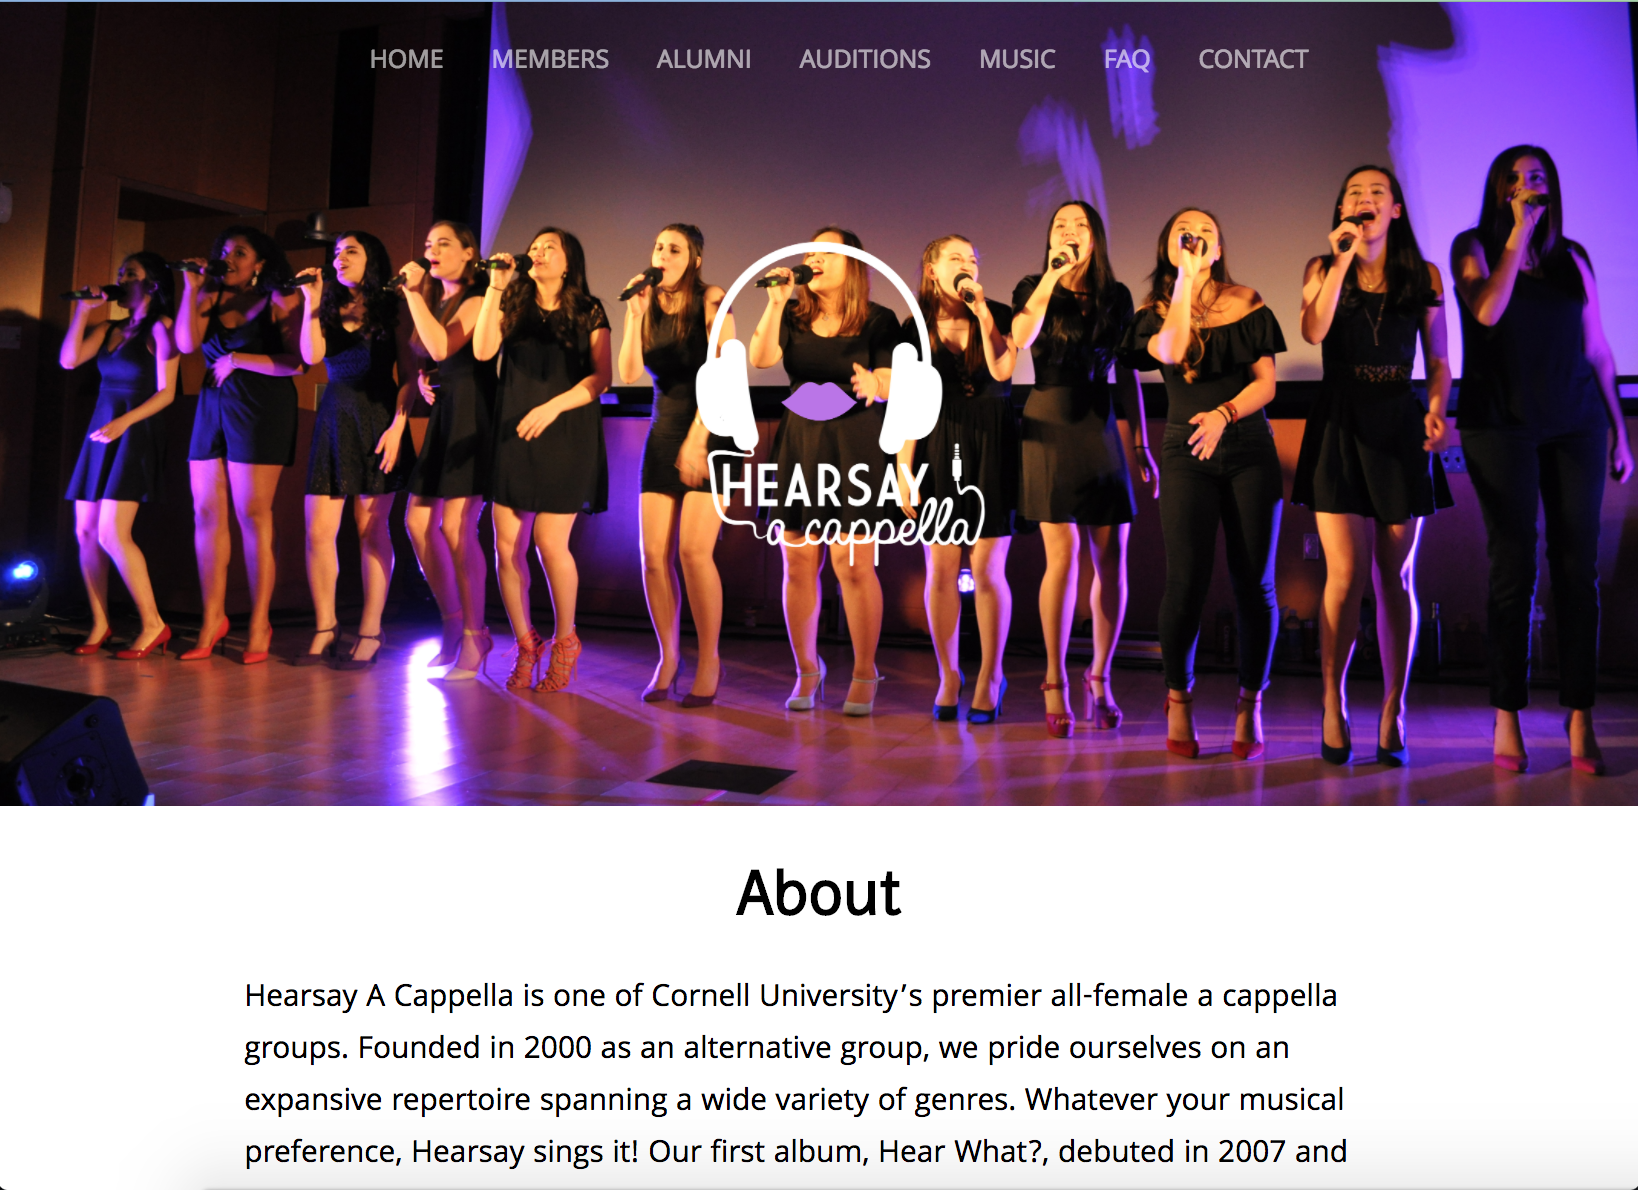 HOME MEMBERS ALUMNI AUDITIONS MUSIC FAQ CONTACT
HEARSAY
a cappella
About
Hearsay A Cappella is one of Cornell University’s premier all-female a cappella
groups. Founded in 2000 as an alternative group, we pride ourselves on an
expansive repertoire spanning a wide variety of genres. Whatever your musical
preference, Hearsay sings it! Our first album, Hear What?, debuted in 2007 and